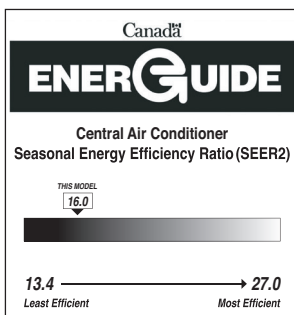 Canada
ENERGUIDE
Central Air Conditioner
Seasonal Energy Efficiency Ratio (SEER2)
THIS MODEL
16.0
13.4 27.0
Least Efficient Most Efficient